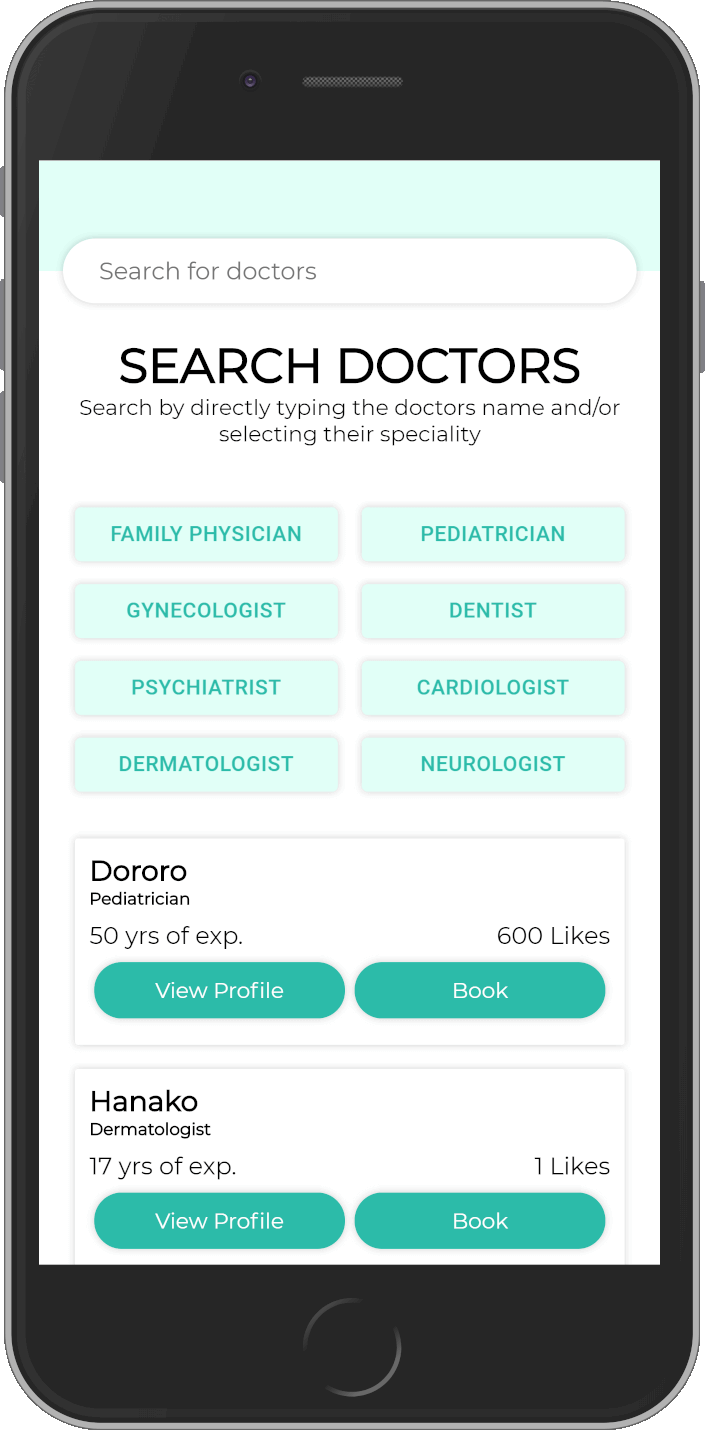 Search for doctors
SEARCH DOCTORS
Search by directly typing the doctors name and/or
selecting their speciality
FAMILY PHYSICIAN
PEDIATRICIAN
GYNECOLOGIST
DENTIST
PSYCHIATRIST
CARDIOLOGIST
DERMATOLOGIST
NEUROLOGIST
Dororo
Pediatrician
50 yrs of exp.
600 Likes
View Profile
Book
Hanako
Dermatologist
17 yrs of exp.
1 Likes
View Profile
Book